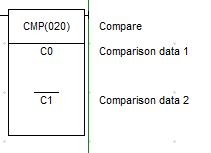 CMP(020) Compare
C0 Comparison data 1
C1 Comparison data 2